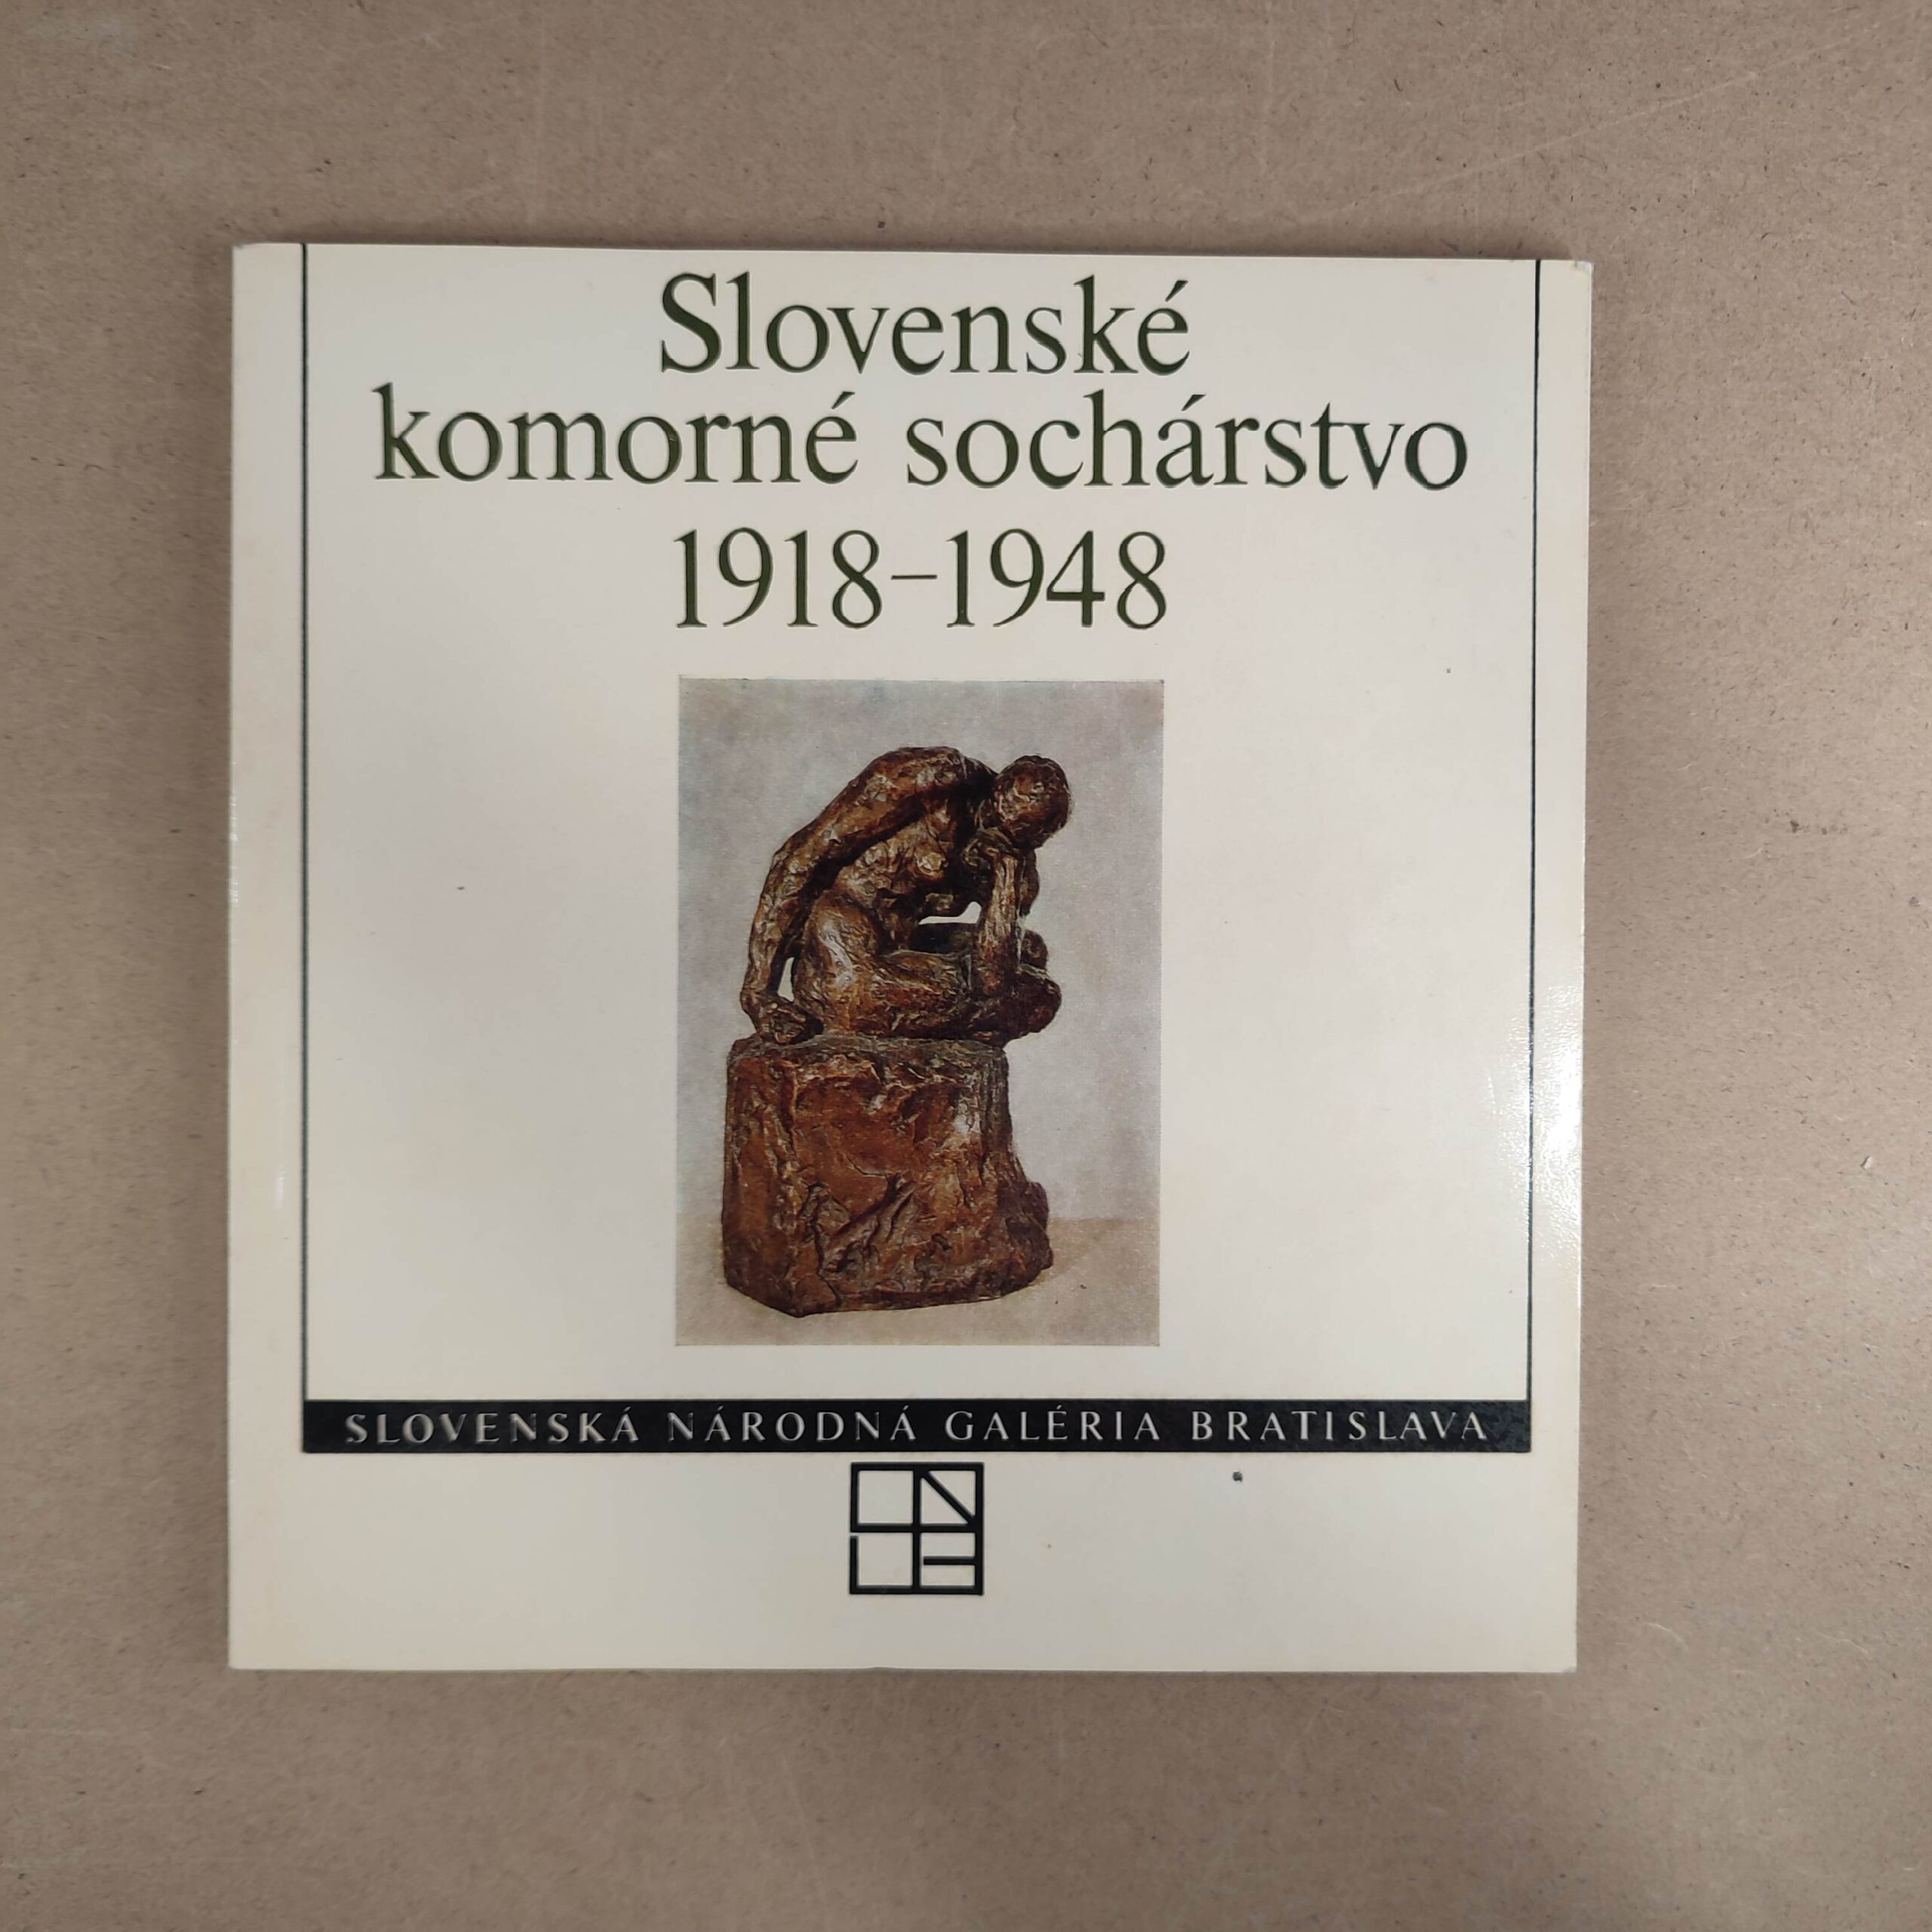 Slovenské
komorné sochárstvo
1918–1948
SLOVENSKÁ NÁRODNÁ GALÉRIA BRATISLAVA